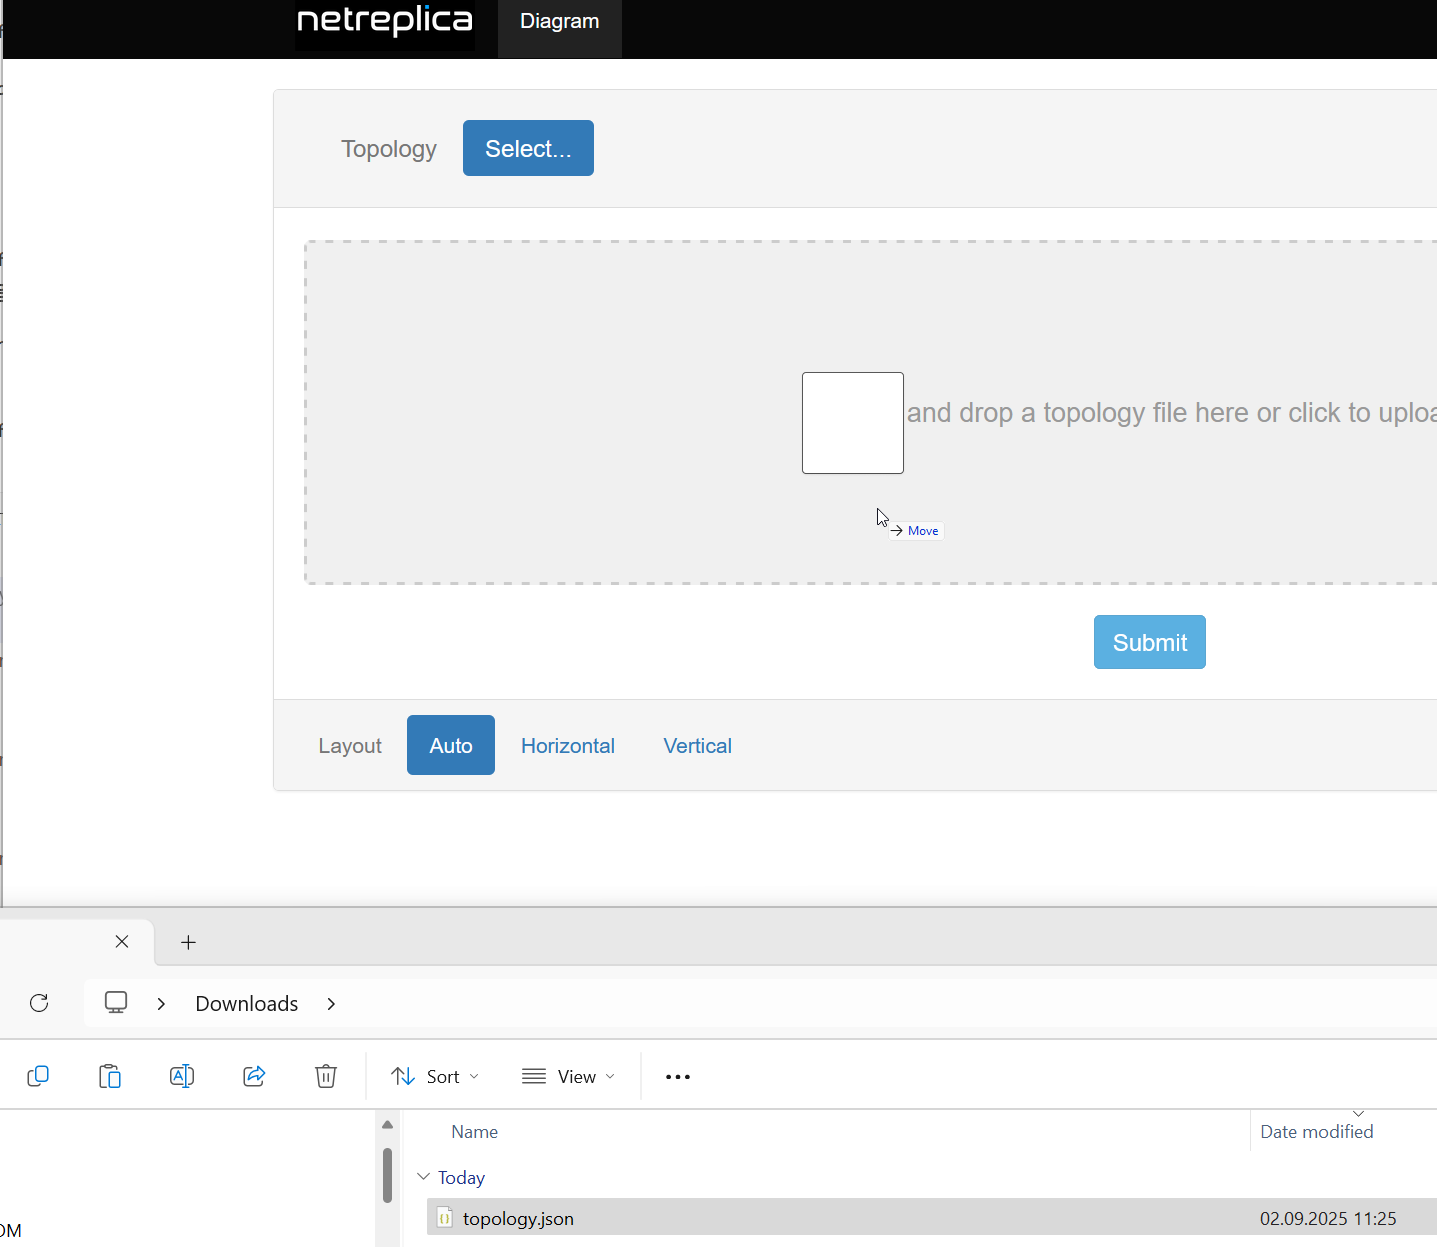 netreplica Diagram
Topology Select...
and drop a topology file here or click to uploa
→ Move
Submit
Layout Auto Horizontal Vertical
Downloads
Sort View
Name Date modified
Today
topology.json 02.09.2025 11:25
OM